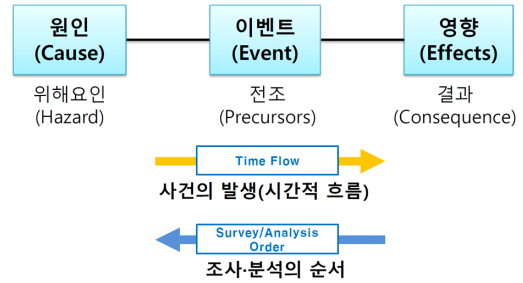 원인
(Cause)
이벤트
(Event)
영향
(Effects)
위해요인
(Hazard)
전조
(Precursors)
결과
(Consequence)
Time Flow
사건의 발생(시간적 흐름)
Survey/Analysis
Order
조사·분석의 순서